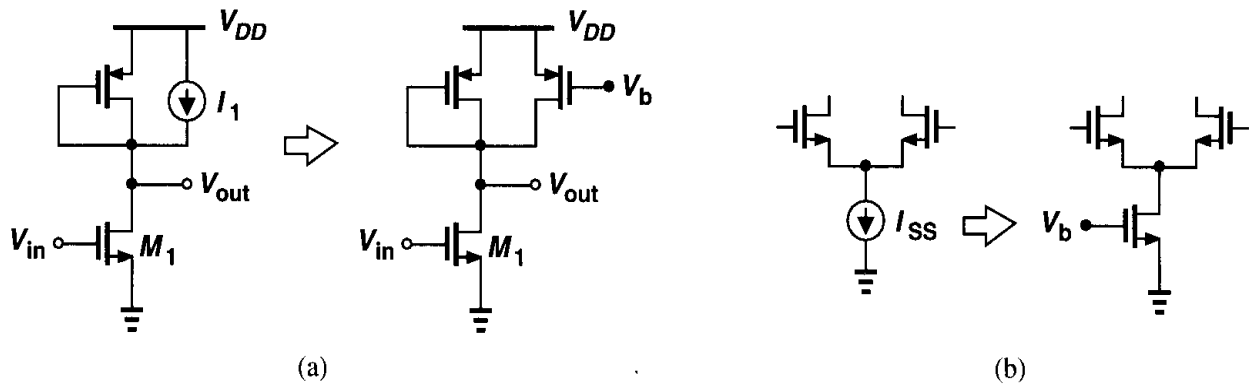 V_DD
I_1
V_out
V_in
M_1
V_DD
V_b
V_out
V_in
M_1
(a)
I_SS
V_b
(b)